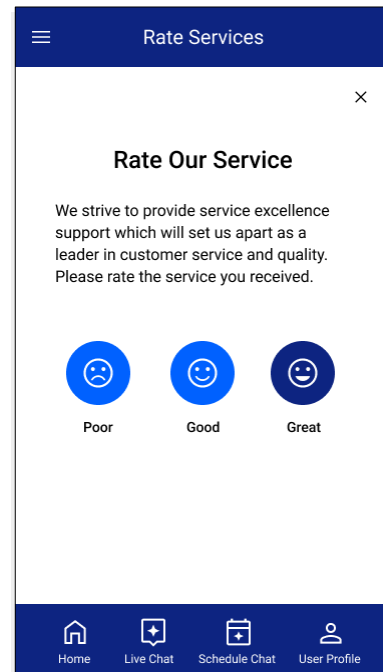 Rate Services
Rate Our Service
We strive to provide service excellence
support which will set us apart as a
leader in customer service and quality.
Please rate the service you received.
Poor Good Great
Home Live Chat Schedule Chat User Profile